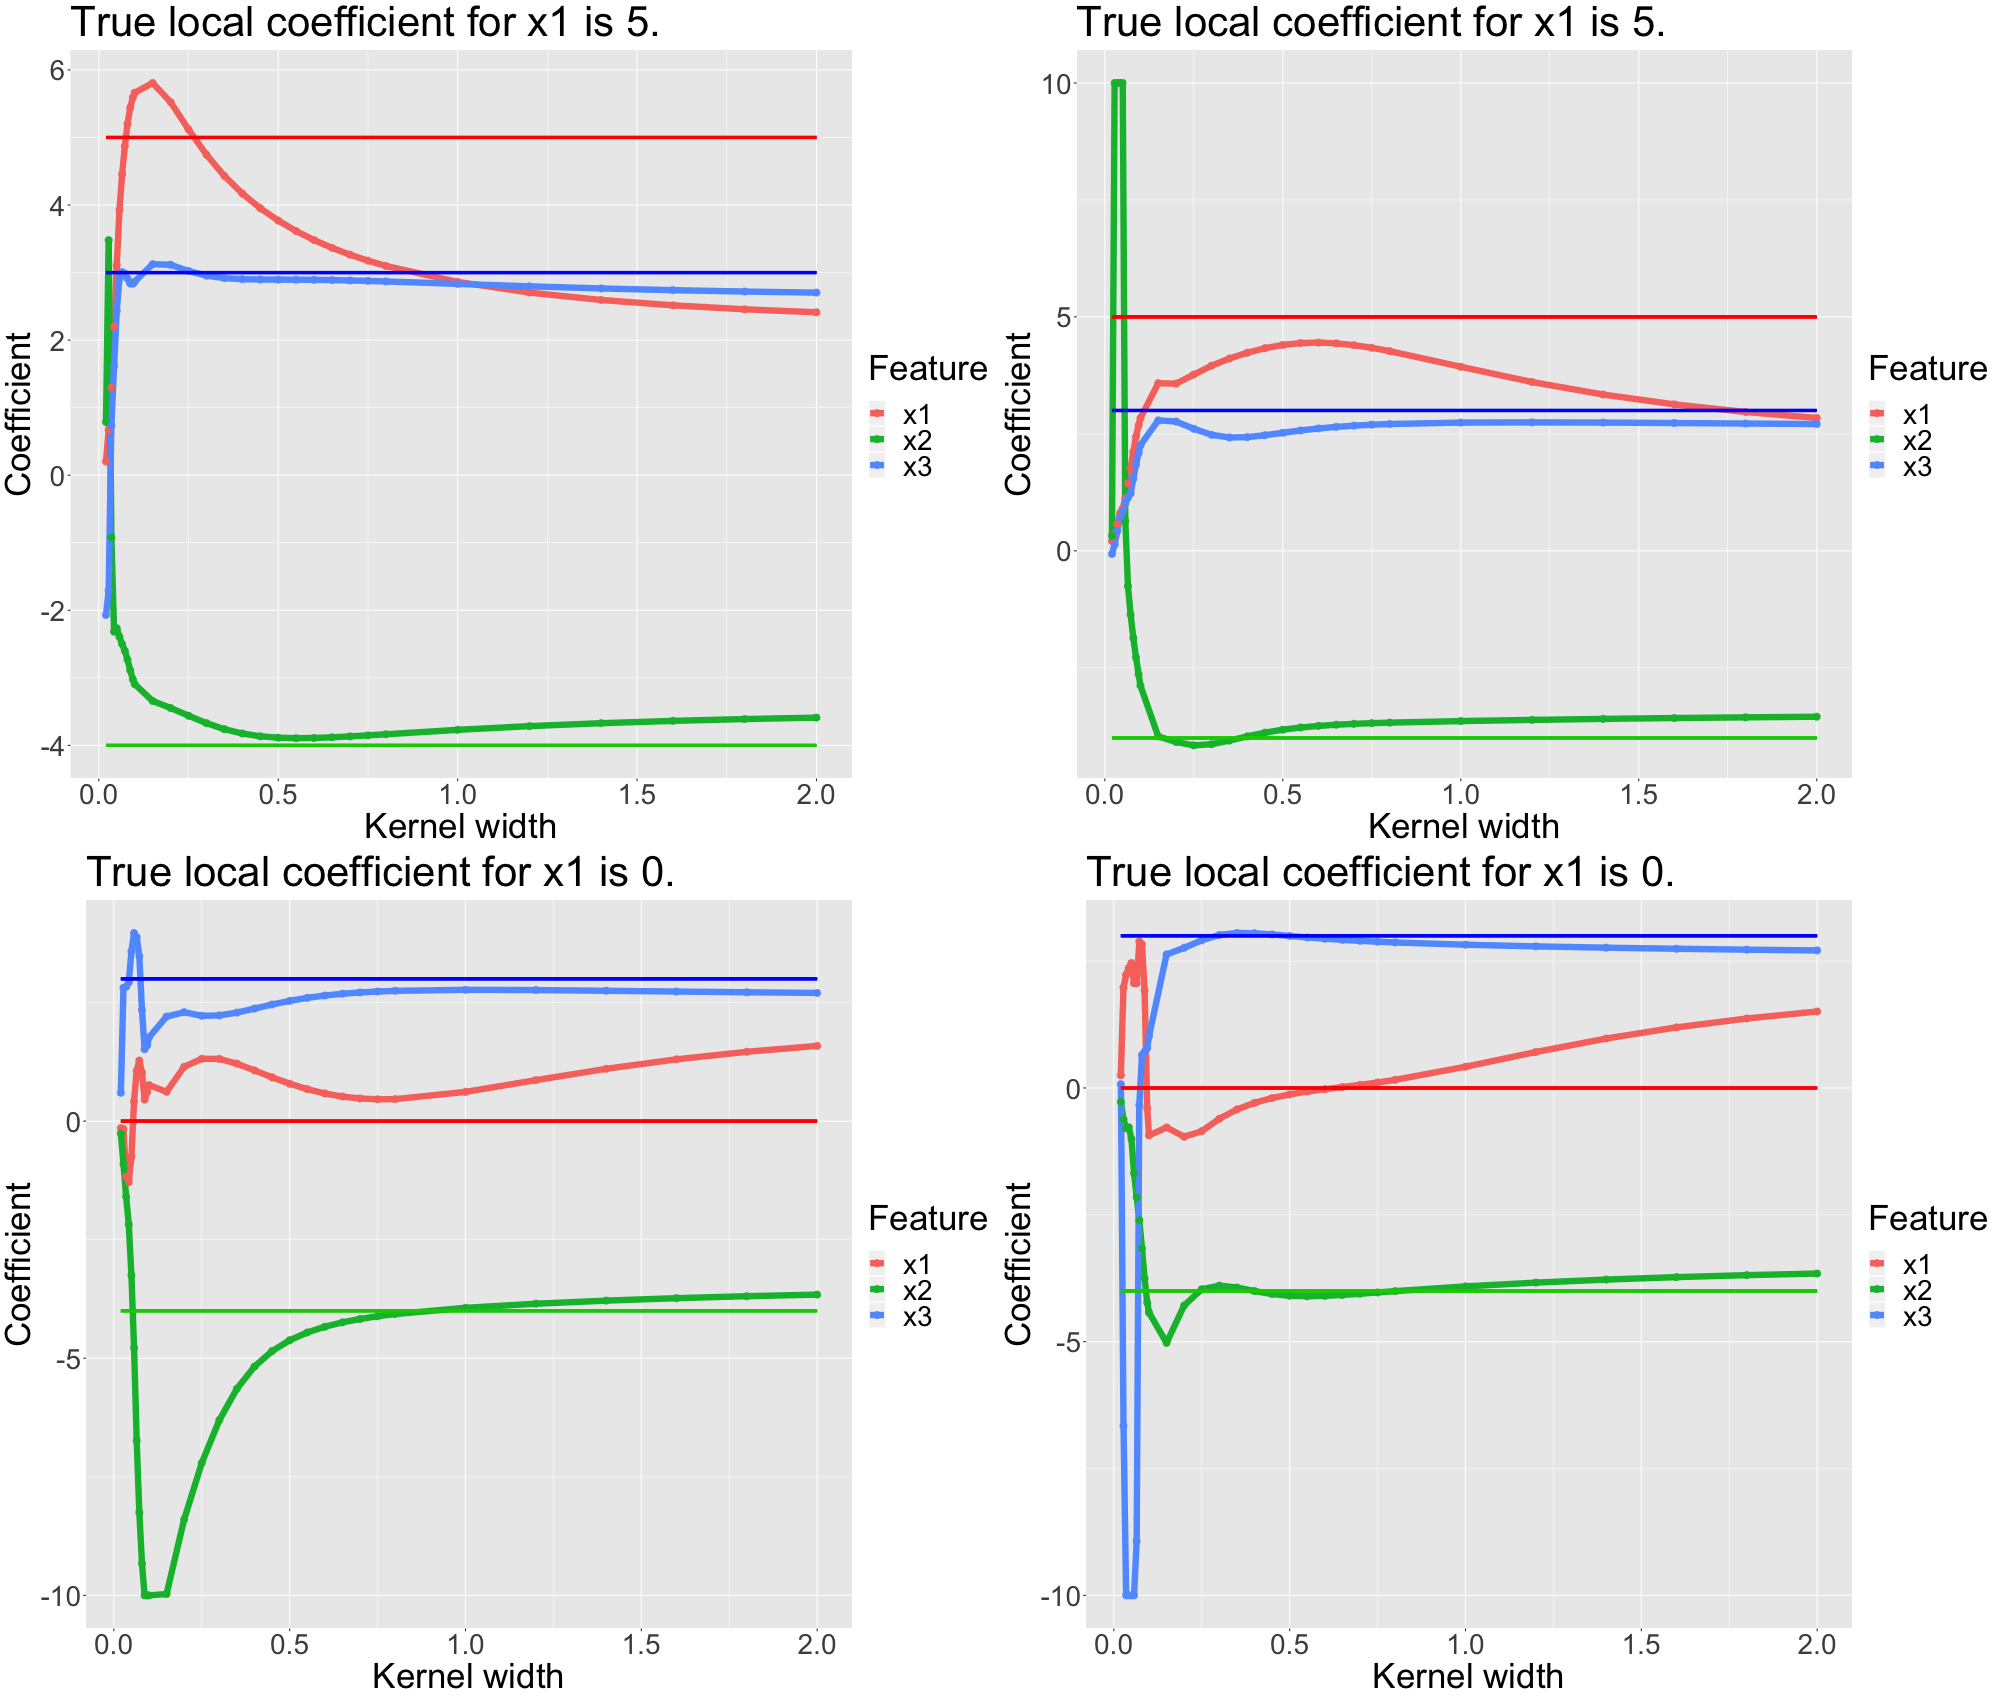 True local coefficient for x1 is 5.
Coefficient
6
4
2
0
-2
-4
0.0 0.5 1.0 1.5 2.0
Kernel width
Feature
x1
x2
x3
True local coefficient for x1 is 5.
Coefficient
10
5
0
0.0 0.5 1.0 1.5 2.0
Kernel width
Feature
x1
x2
x3
True local coefficient for x1 is 0.
Coefficient
0
-5
-10
0.0 0.5 1.0 1.5 2.0
Kernel width
Feature
x1
x2
x3
True local coefficient for x1 is 0.
Coefficient
0
-5
-10
0.0 0.5 1.0 1.5 2.0
Kernel width
Feature
x1
x2
x3